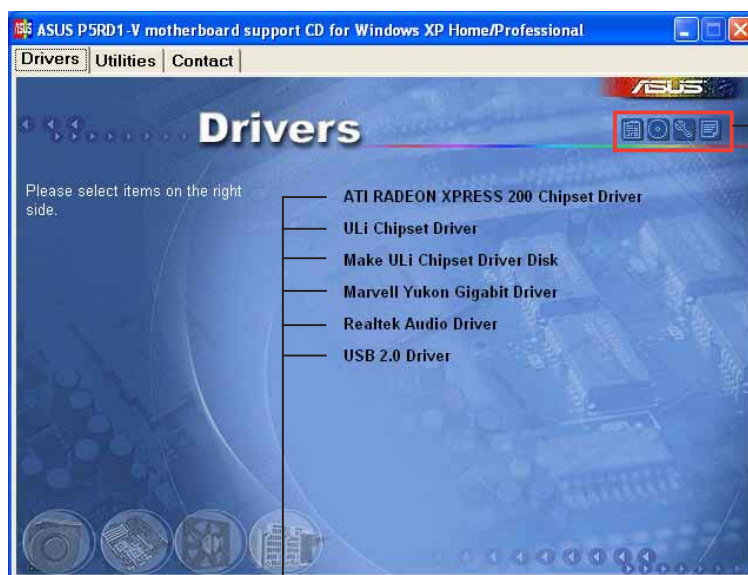 ASUS P5RD1-V motherboard support CD for Windows XP Home/Professional
Drivers Utilities Contact
ASUS
Drivers
Please select items on the right
side.
ATI RADEON XPRESS 200 Chipset Driver
ULi Chipset Driver
Make ULi Chipset Driver Disk
Marvell Yukon Gigabit Driver
Realtek Audio Driver
USB 2.0 Driver